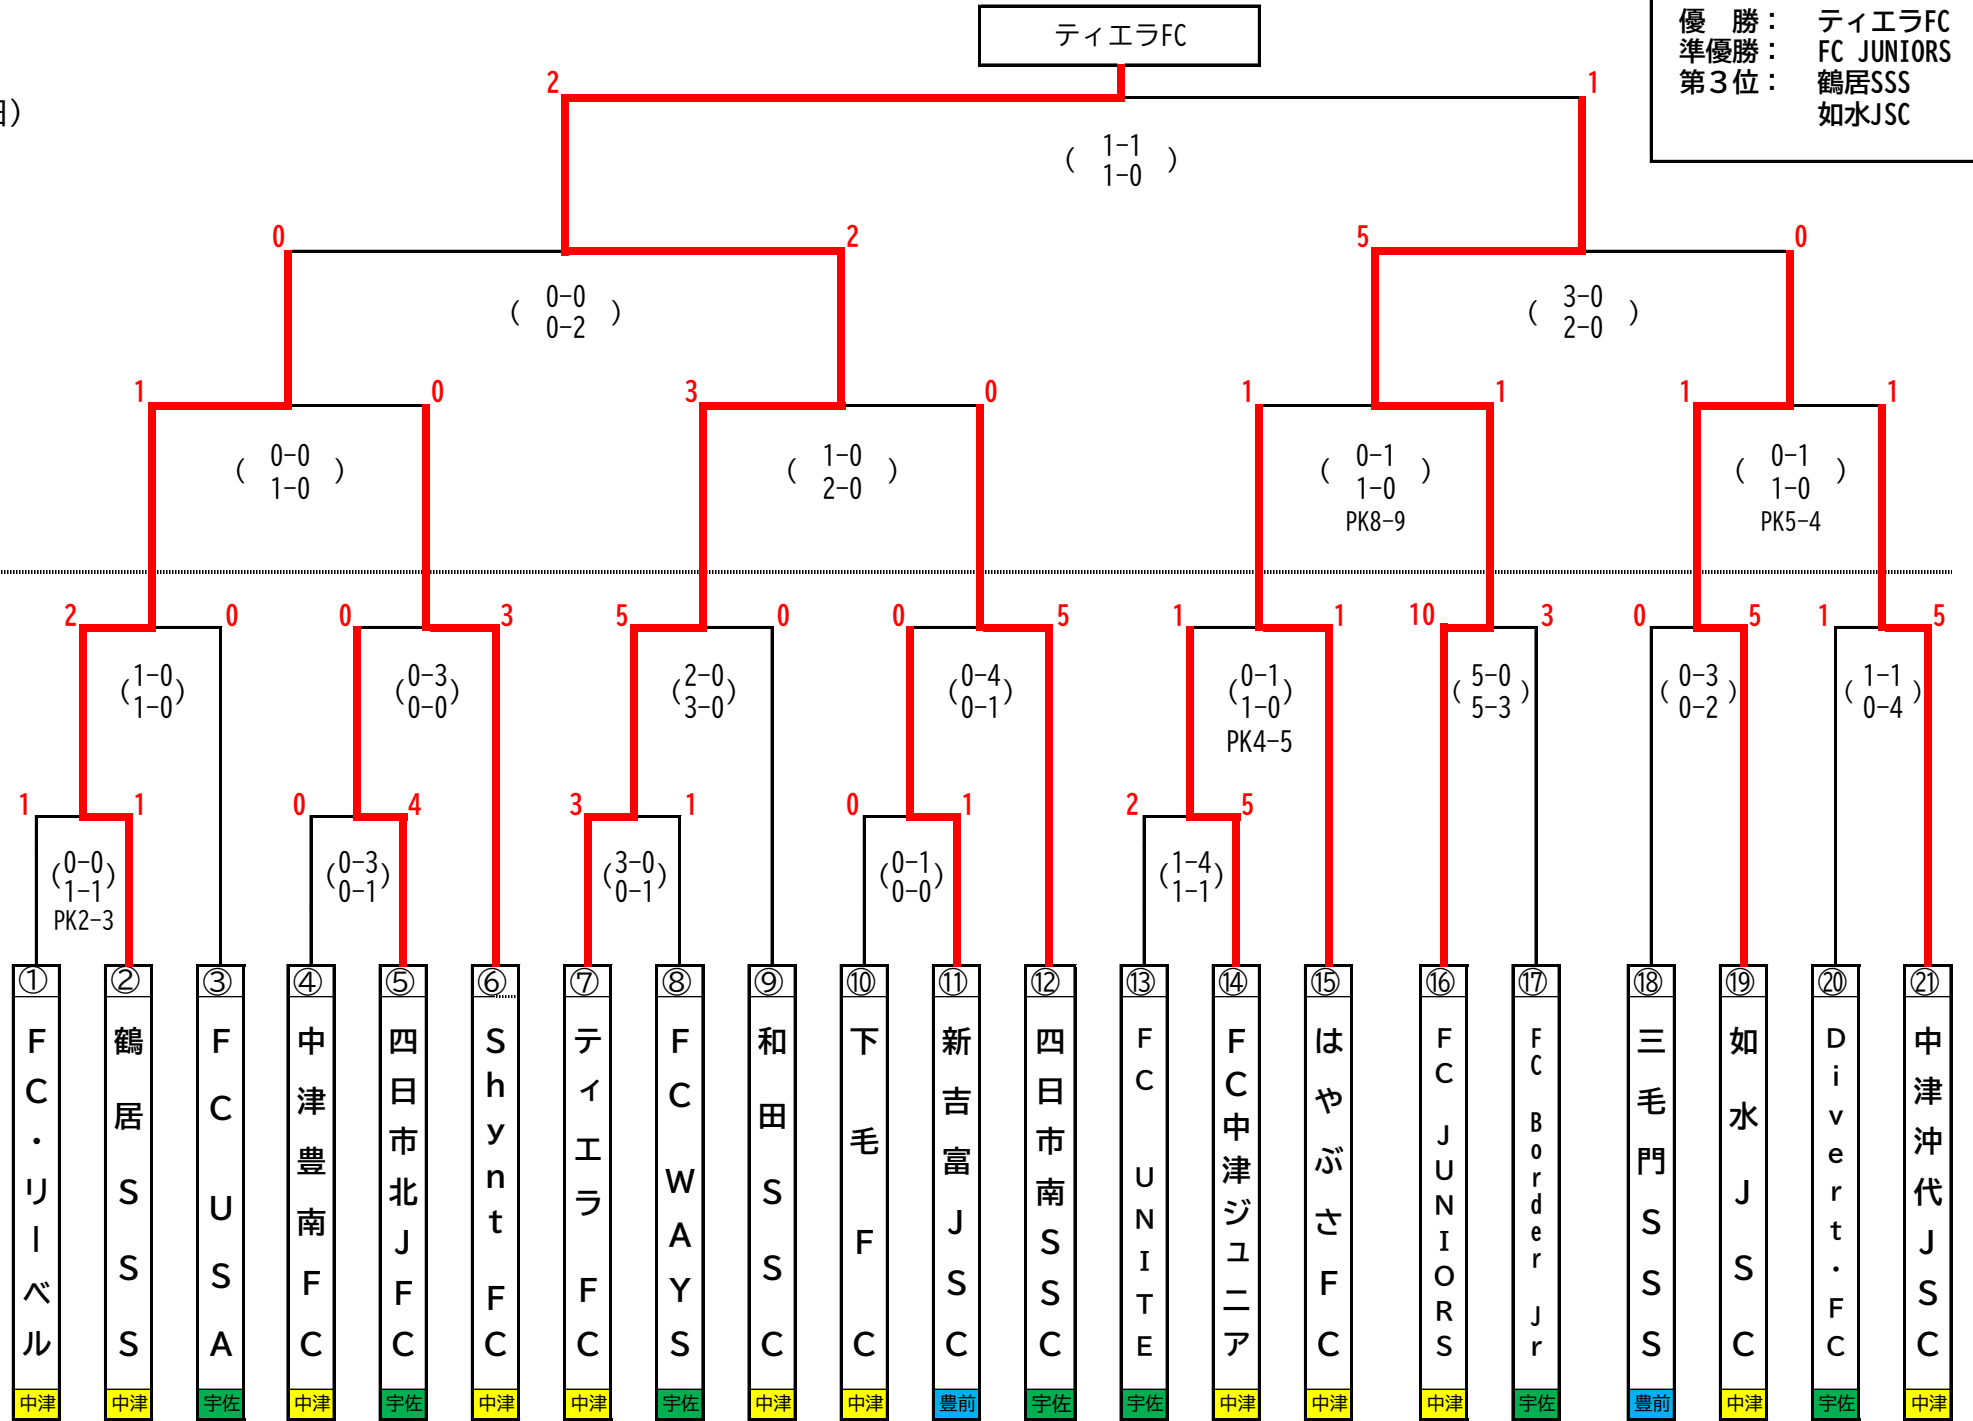 ティエラFC
優　勝：　ティエラFC
準優勝：　FC JUNIORS
第３位：　鶴居SSS
如水JSC
日）
2 1
( 1-1 )
1-0
0 2 5 0
( 0-0 ) ( 3-0 )
0-2 2-0
1 0 3 0 1 1 1 1
( 0-0 ) ( 1-0 ) ( 0-1 ) ( 0-1 )
1-0 2-0 1-0 1-0
PK8-9 PK5-4
2 0 0 3 5 0 0 5 1 1 10 3 0 5 1 5
(1-0) (0-3) (2-0) (0-4) (0-1) ( 5-0 ) ( 0-3 ) ( 1-1 )
1-0 0-0 3-0 0-1 1-0 5-3 0-2 0-4
PK4-5
1 1 0 4 3 1 0 1 2 5
(0-0) (0-3) (3-0) (0-1) (1-4)
1-1 0-1 0-1 0-0 1-1
PK2-3
① FC・リーベル 中津
② 鶴居SSS 中津
③ FC USA 宇佐
④ 中津豊南FC 中津
⑤ 四日市北JFC 宇佐
⑥ Shynt FC 中津
⑦ ティエラ FC 中津
⑧ FC WAYS 宇佐
⑨ 和田SSC 中津
⑩ 下毛FC 中津
⑪ 新吉富JSC 豊前
⑫ 四日市南SSC 宇佐
⑬ FC UNITE 宇佐
⑭ FC中津ジュニア 中津
⑮ はやぶさFC 中津
⑯ FC JUNIORS 中津
⑰ FC Border Jr 宇佐
⑱ 三毛門SSS 豊前
⑲ 如水JSC 中津
⑳ Divert・FC 宇佐
㉑ 中津沖代JSC 中津